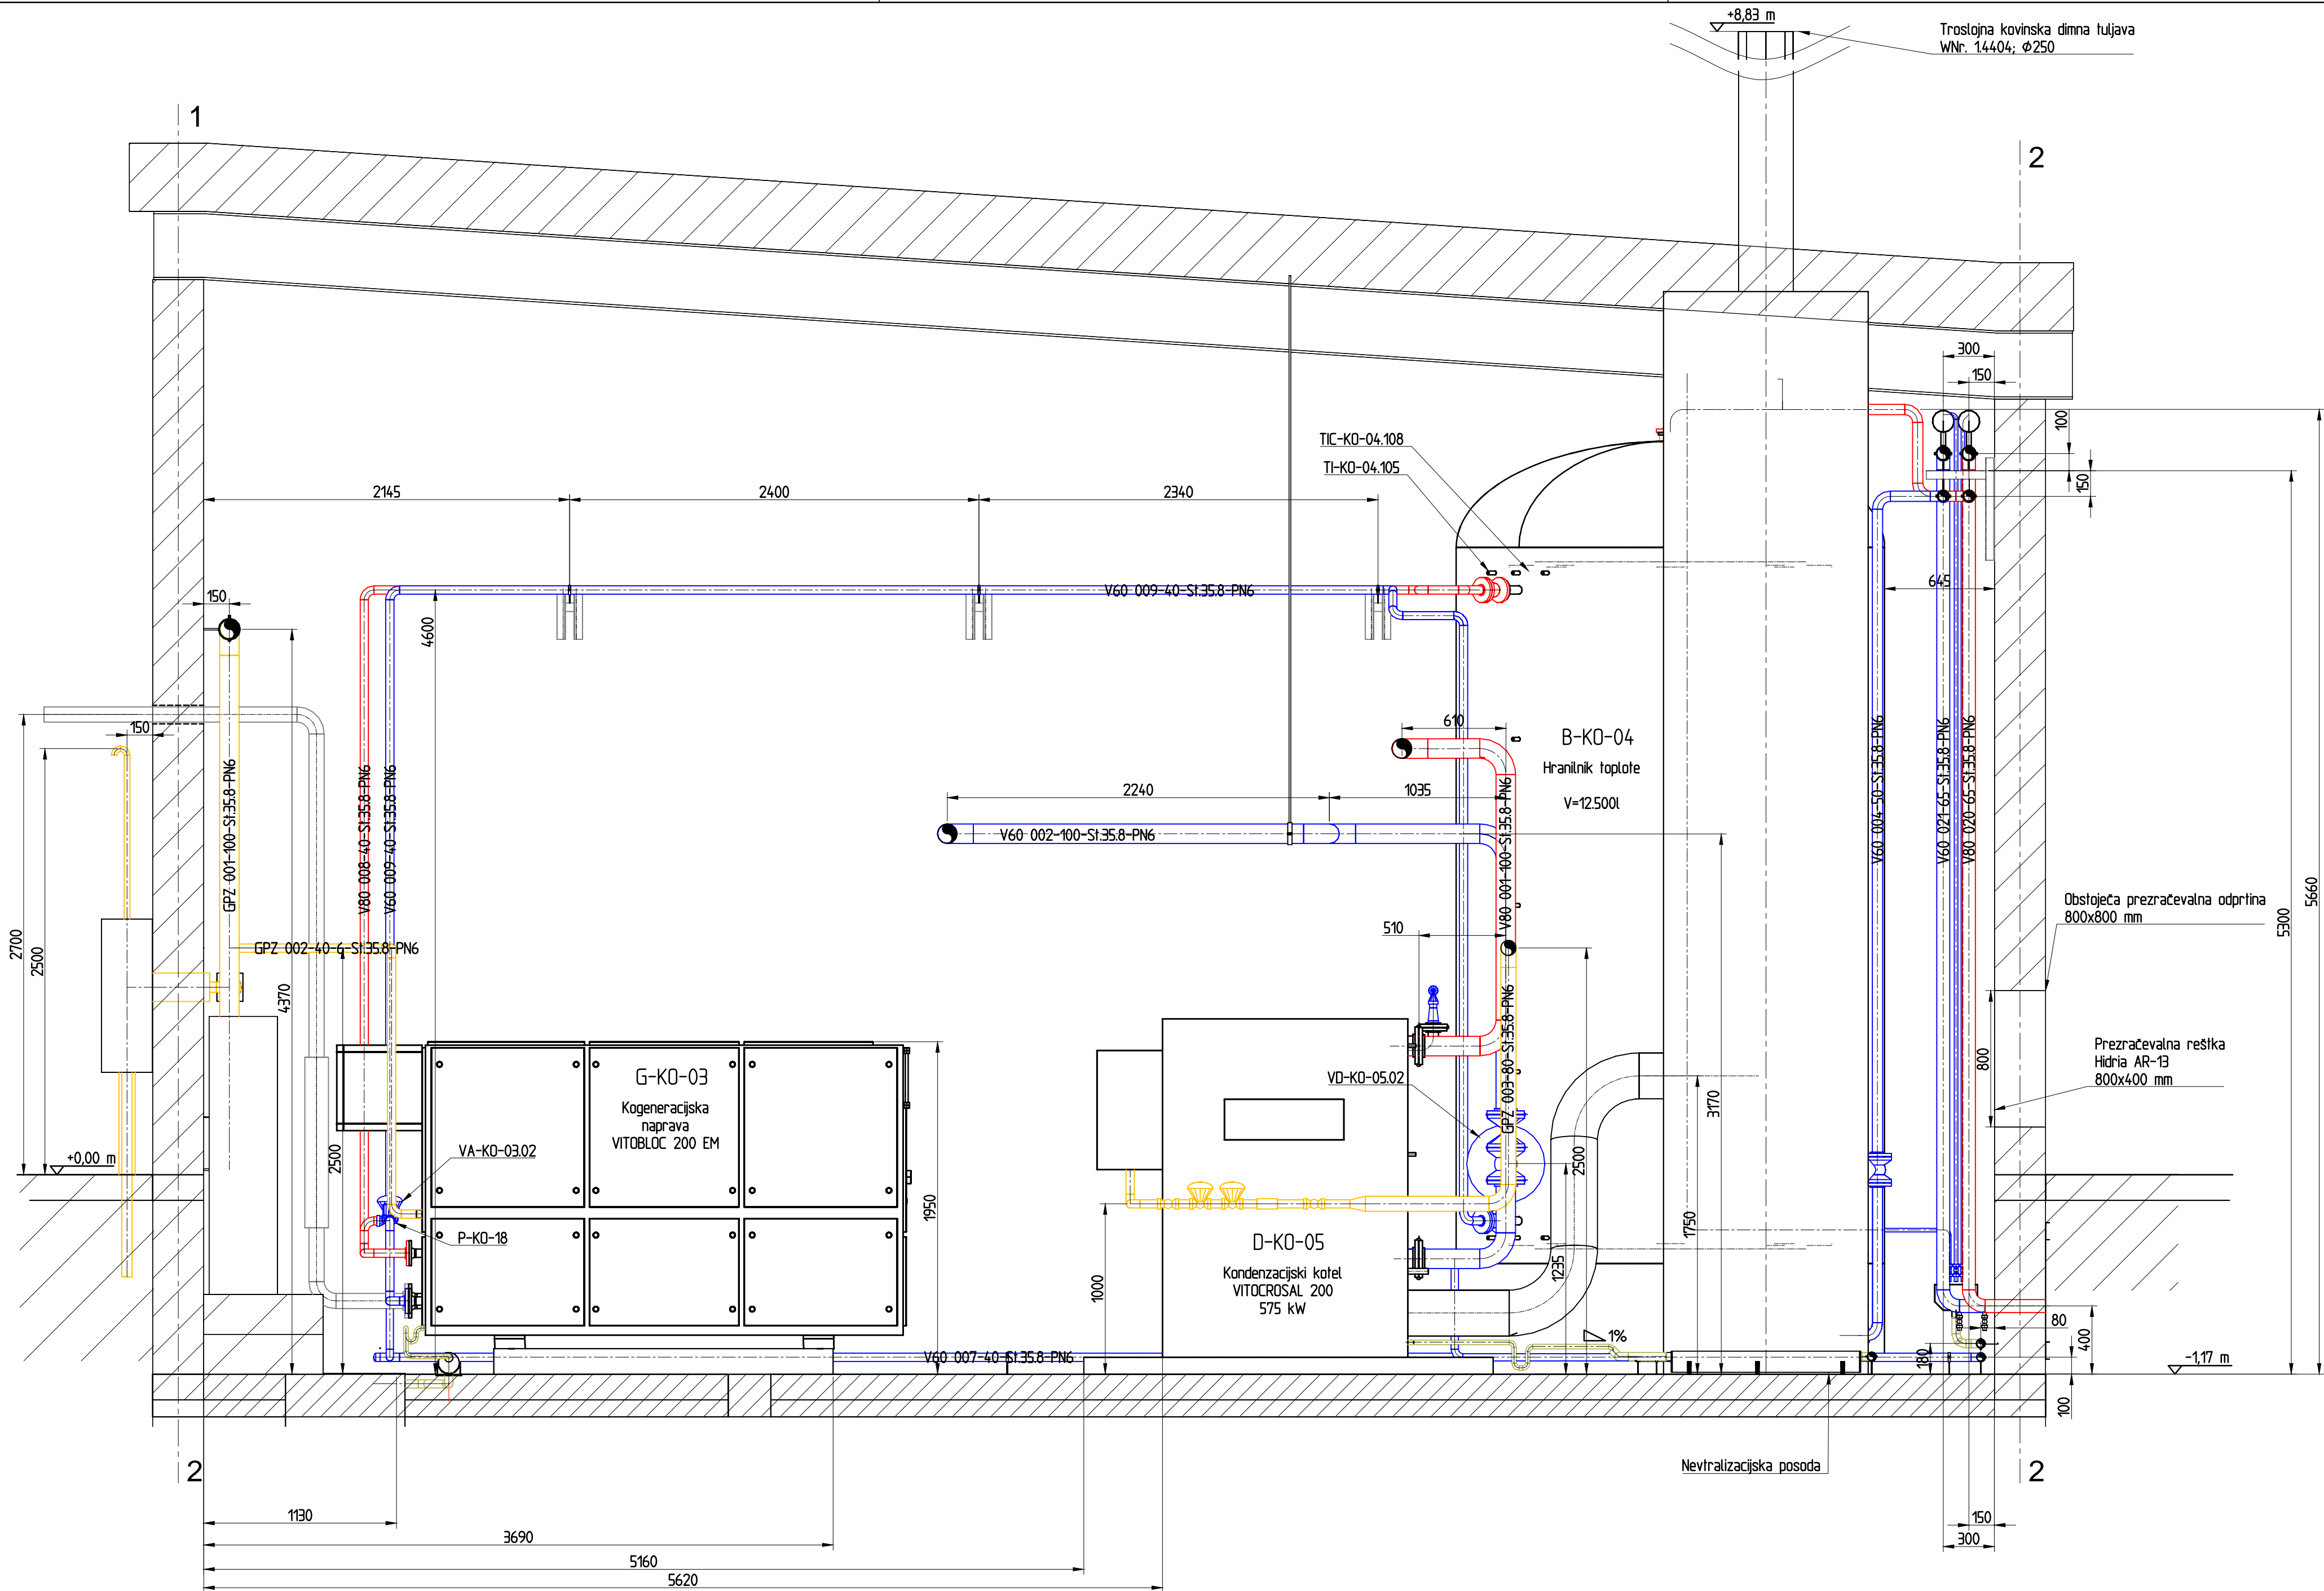 +8,83 m
Troslojna kovinska dimna tuljava
WNr. 1.4404; Φ250
1
2
300
150
100
150
TIC-KO-04.108
TI-KO-04.105
2145
2400
2340
V60 009-40-St.35.8-PN6
645
150
4600
4370
610
B-KO-04
Hranilnik toplote
V=12.500l
150
2240
1035
V60 002-100-St.35.8-PN6
GPZ 001-100-St.35.8-PN6
V80 008-40-St.35.8-PN6
V60 009-40-St.35.8-PN6
V80 001-100-St.35.8-PN6
V60 004-50-St.35.8-PN6
V60 021-65-St.35.8-PN6
V80 020-65-St.35.8-PN6
5660
5300
Obstoječa prezračevalna odprtina
800x800 mm
2700
2500
GPZ 002-40-6-St.35.8-PN6
510
GPZ 003-80-St.35.8-PN6
800
Prezračevalna reštka
Hidria AR-13
800x400 mm
G-KO-03
Kogeneracijska
naprava
VITOBLOC 200 EM
VD-KO-05.02
3170
+0,00 m
2500
VA-KO-03.02
P-KO-18
1950
2500
1750
1235
1000
D-KO-05
Kondenzacijski kotel
VITOCROSAL 200
575 kW
1%
80
400
180
V60 007-40-St.35.8-PN6
-1,17 m
100
2
Nevtralizacijska posoda
2
1130
150
300
3690
5160
5620